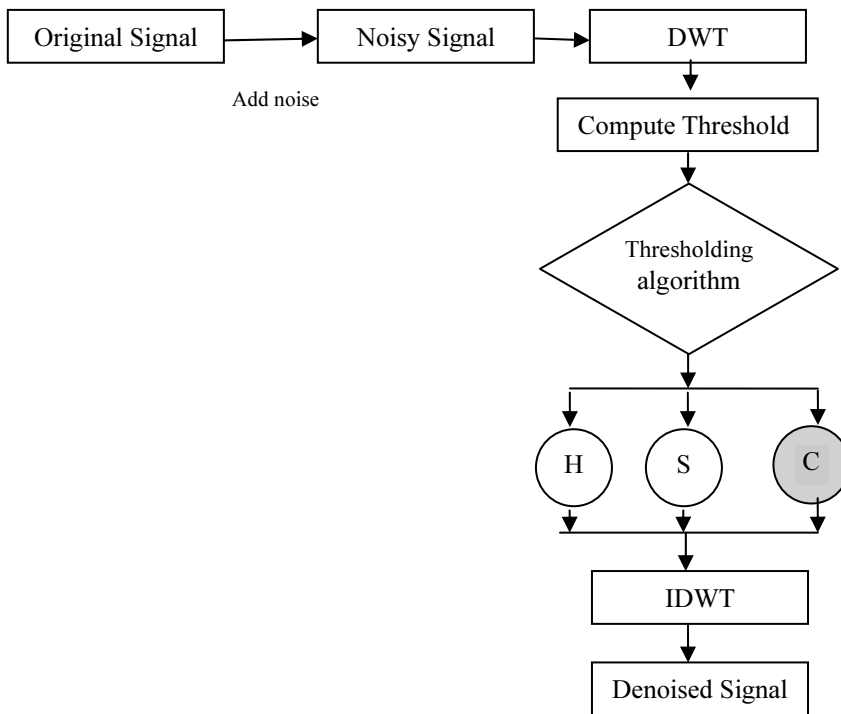 Original Signal
Noisy Signal
DWT
Add noise
Compute Threshold
Thresholding
algorithm
H
S
C
IDWT
Denoised Signal